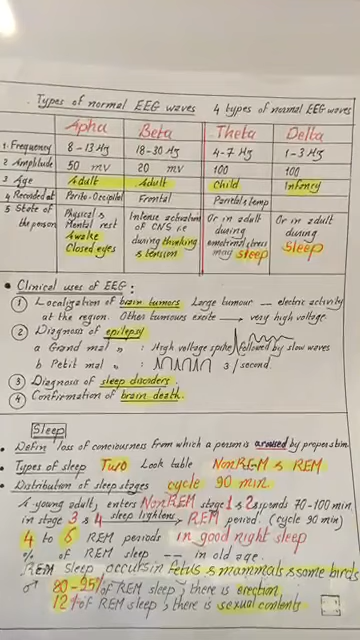 Types of normal EEG waves 4 types of normal EEG waves
Apha Beta Theta Delta
1 Frequency 8-13 Hz 18-30 Hz 4-7 Hz 1-3 Hz
2 Amplitude 50 mv 20 mv 100 100
3 Age Adult Adult Child Infancy
4 Recorded at Parito-Occipital Frontal Parietal & temp
5 State of the person Physical & Mental rest Awake Closed eyes Intense activation of CNS i.e during thinking & tension Or in adult during emotional stress may sleep Or in adult during Sleep
• Clinical uses of EEG:
① Localization of brain tumors Large tumour -- electric activity
at the region. Other tumours excite → very high voltage.
② Diagnosis of epilepsy
a Grand mal " : High voltage spike followed by slow waves
b Petit mal " : 3/second.
③ Diagnosis of sleep disorders.
④ Confirmation of brain death.
Sleep
• Defin loss of conciousness from which a person is aroused by proper stim
• Types of sleep Two Look table NonREM & REM
• Distribution of sleep stages cycle 90 min.
A young adult, enters NonREM stage 1 & 2 spends 70-100 min.
in stage 3 & 4 sleep lightens → REM period. (cycle 90 min)
4 to 6 REM periods in good night sleep
% of REM sleep -- in old age.
REM sleep occurs in fetus & mammals & some birds
80-25% of REM sleep, there is erection
12% of REM sleep, there is sexual contents